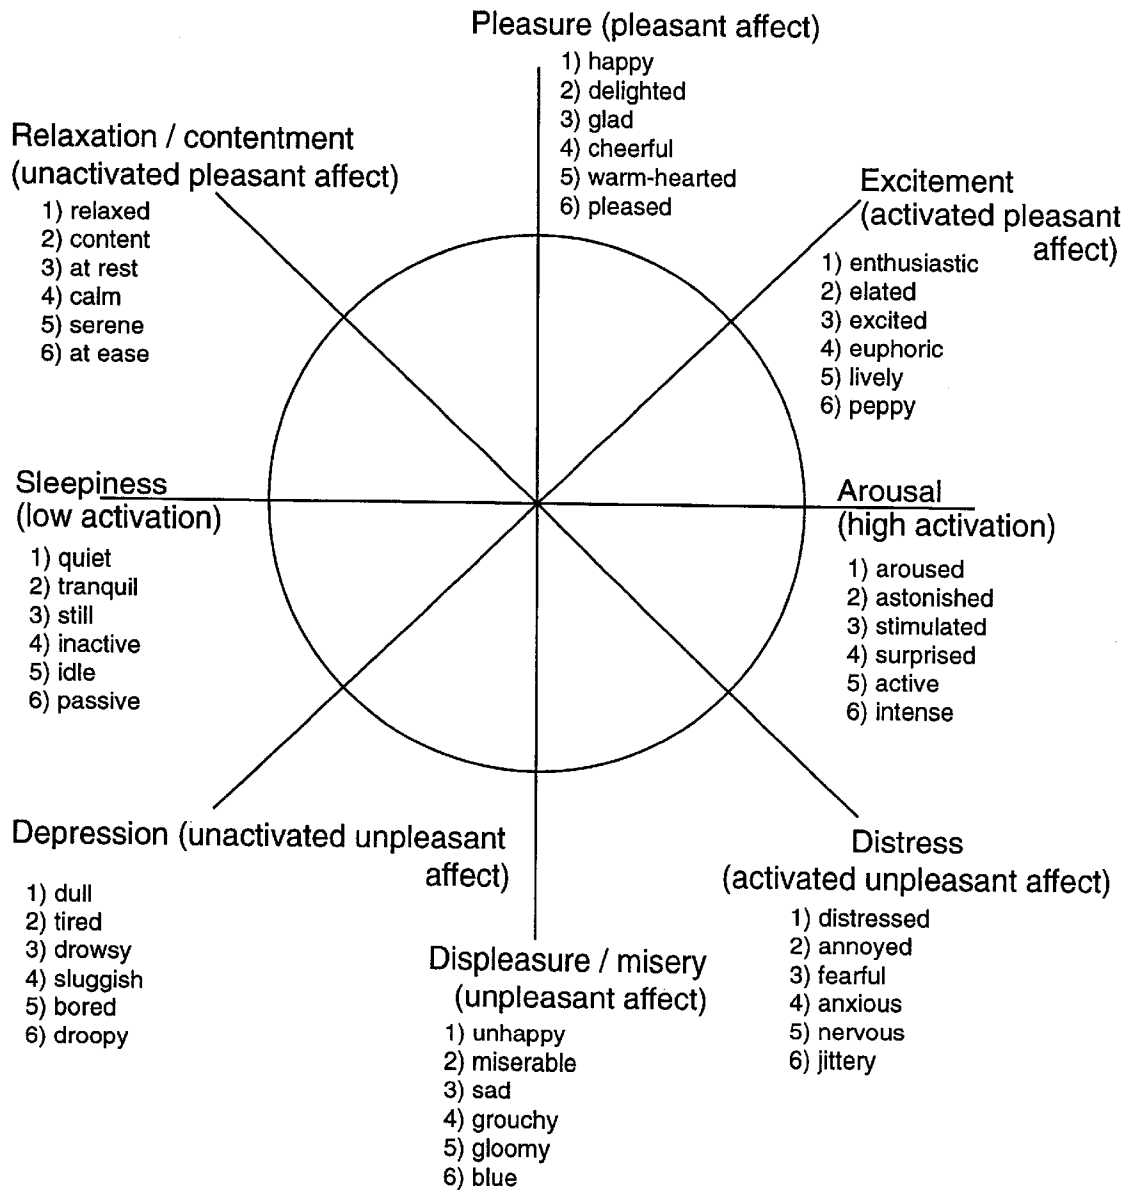 Pleasure (pleasant affect)
1) happy
2) delighted
3) glad
4) cheerful
5) warm-hearted
6) pleased
Relaxation / contentment
(unactivated pleasant affect)
1) relaxed
2) content
3) at rest
4) calm
5) serene
6) at ease
Excitement
(activated pleasant
affect)
1) enthusiastic
2) elated
3) excited
4) euphoric
5) lively
6) peppy
Sleepiness
(low activation)
1) quiet
2) tranquil
3) still
4) inactive
5) idle
6) passive
Arousal
(high activation)
1) aroused
2) astonished
3) stimulated
4) surprised
5) active
6) intense
Depression (unactivated unpleasant
affect)
1) dull
2) tired
3) drowsy
4) sluggish
5) bored
6) droopy
Displeasure / misery
(unpleasant affect)
1) unhappy
2) miserable
3) sad
4) grouchy
5) gloomy
6) blue
Distress
(activated unpleasant affect)
1) distressed
2) annoyed
3) fearful
4) anxious
5) nervous
6) jittery